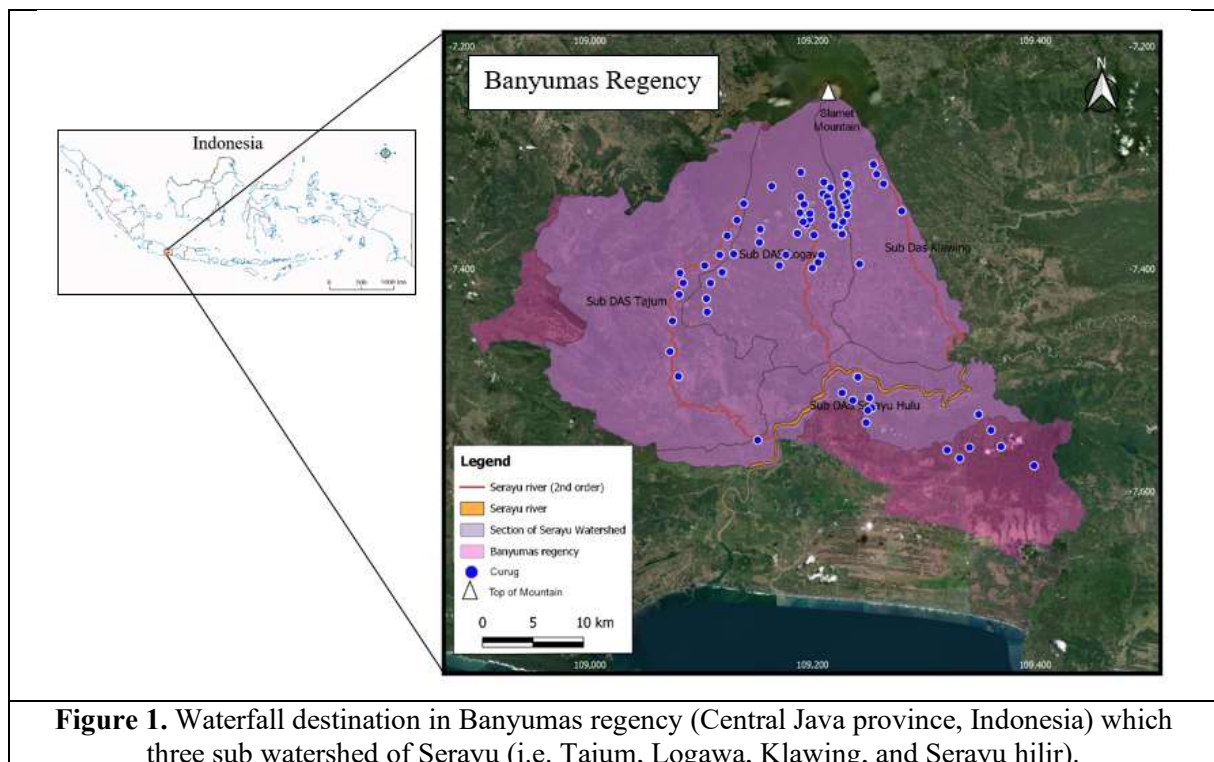 Banyumas Regency
Indonesia
0 500 1000 km
-7.200 109.000 109.200 109.400 -7.200
N
Slamet
Mountain
Sub DAS Logawa
Sub Das Klawing
-7.400 -7.400
Sub DAS Tajum
Sub DAS Serayu Hulu
-7.600
Legend
Serayu river (2nd order)
Serayu river
Section of Serayu Watershed
Banyumas regency
Curug
Top of Mountain
0 5 10 km
109.000 109.200 109.400
Figure 1. Waterfall destination in Banyumas regency (Central Java province, Indonesia) which
three sub watershed of Serayu (i.e. Tajum, Logawa, Klawing, and Serayu hilir).